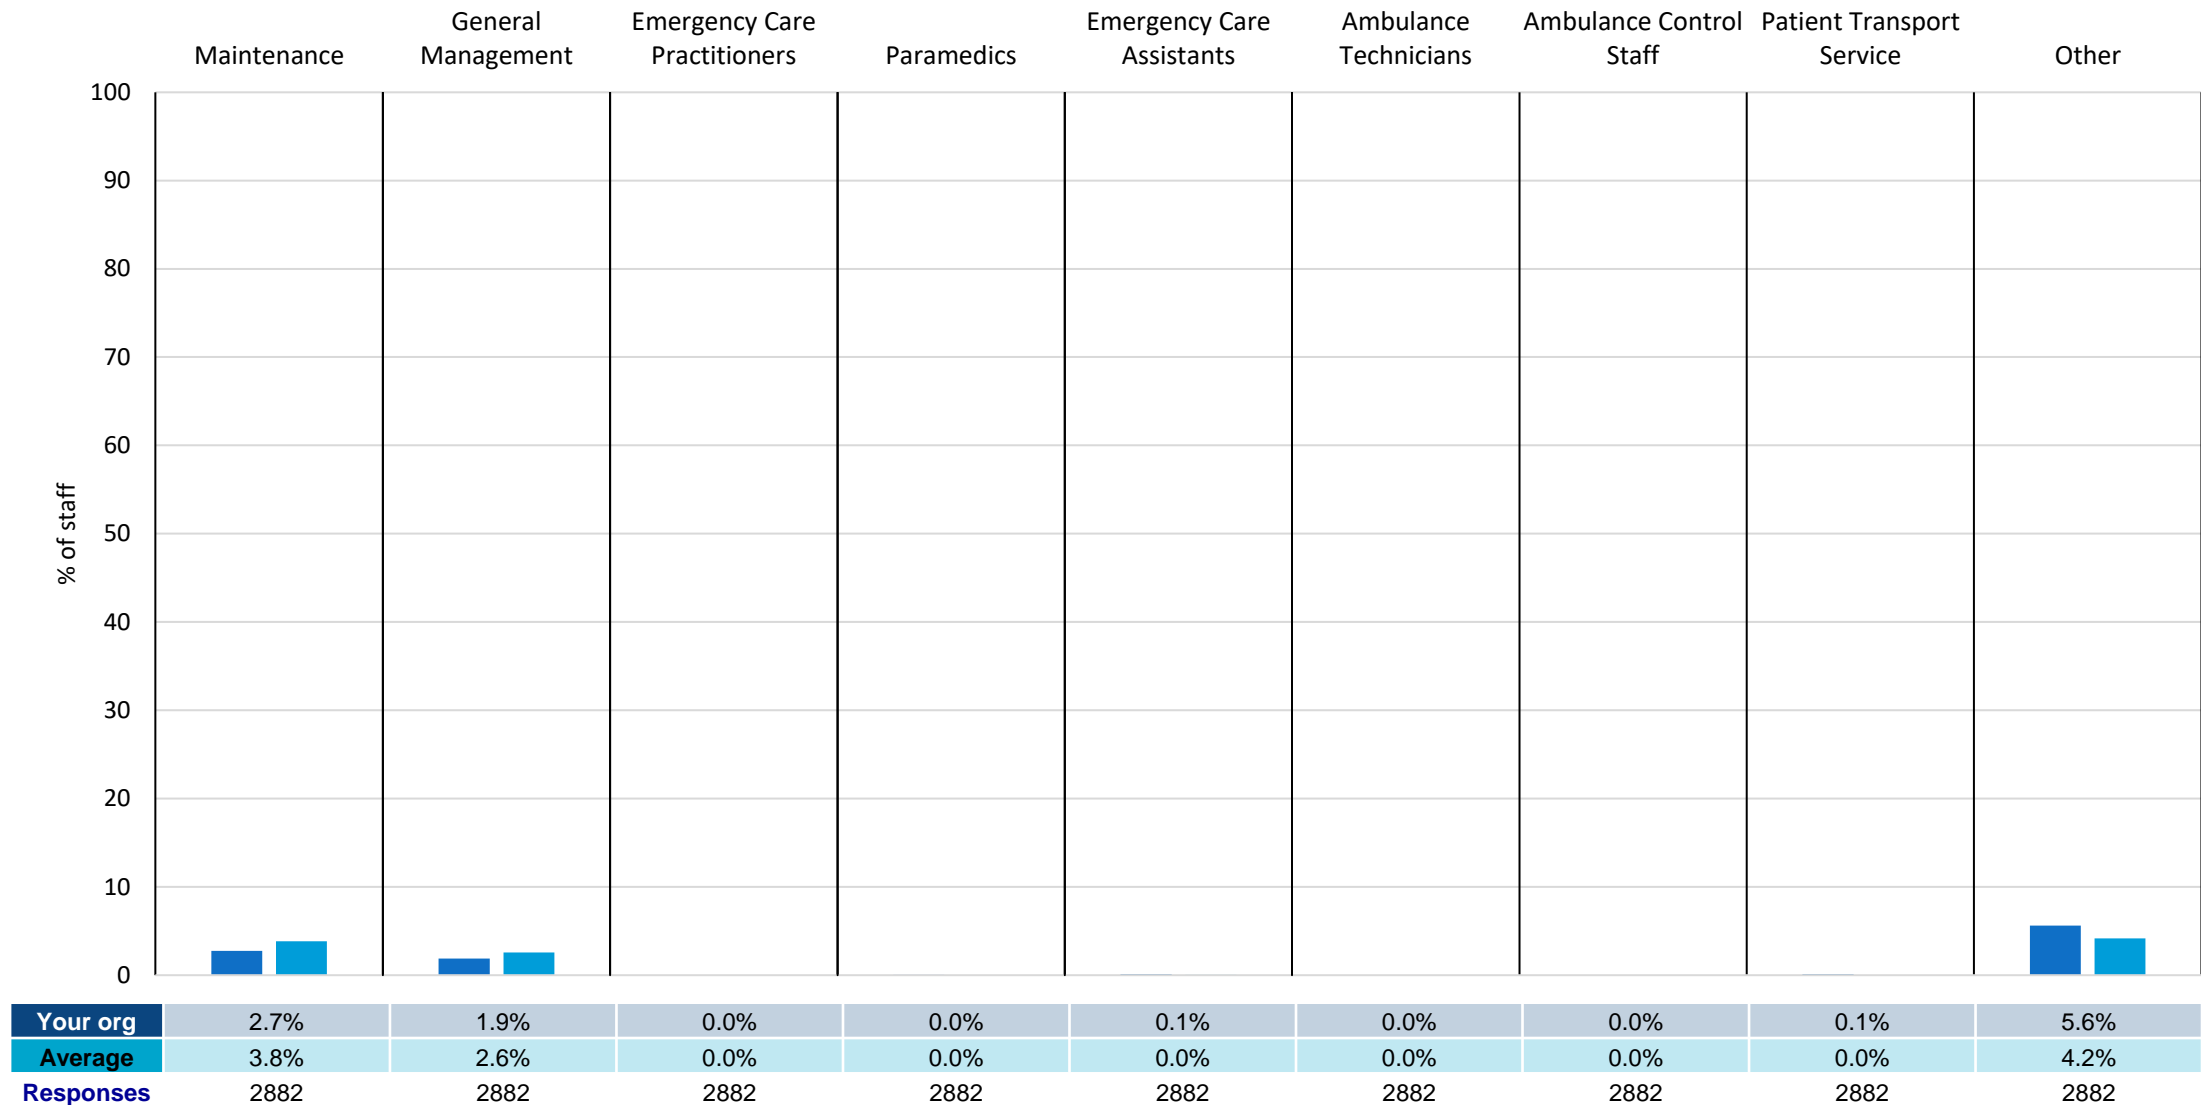 Maintenance
General
Management
Emergency Care
Practitioners
Paramedics
Emergency Care
Assistants
Ambulance
Technicians
Ambulance Control
Staff
Patient Transport
Service
Other
% of staff
100
90
80
70
60
50
40
30
20
10
0
Your org 2.7% 1.9% 0.0% 0.0% 0.1% 0.0% 0.0% 0.1% 5.6%
Average 3.8% 2.6% 0.0% 0.0% 0.0% 0.0% 0.0% 0.0% 4.2%
Responses 2882 2882 2882 2882 2882 2882 2882 2882 2882